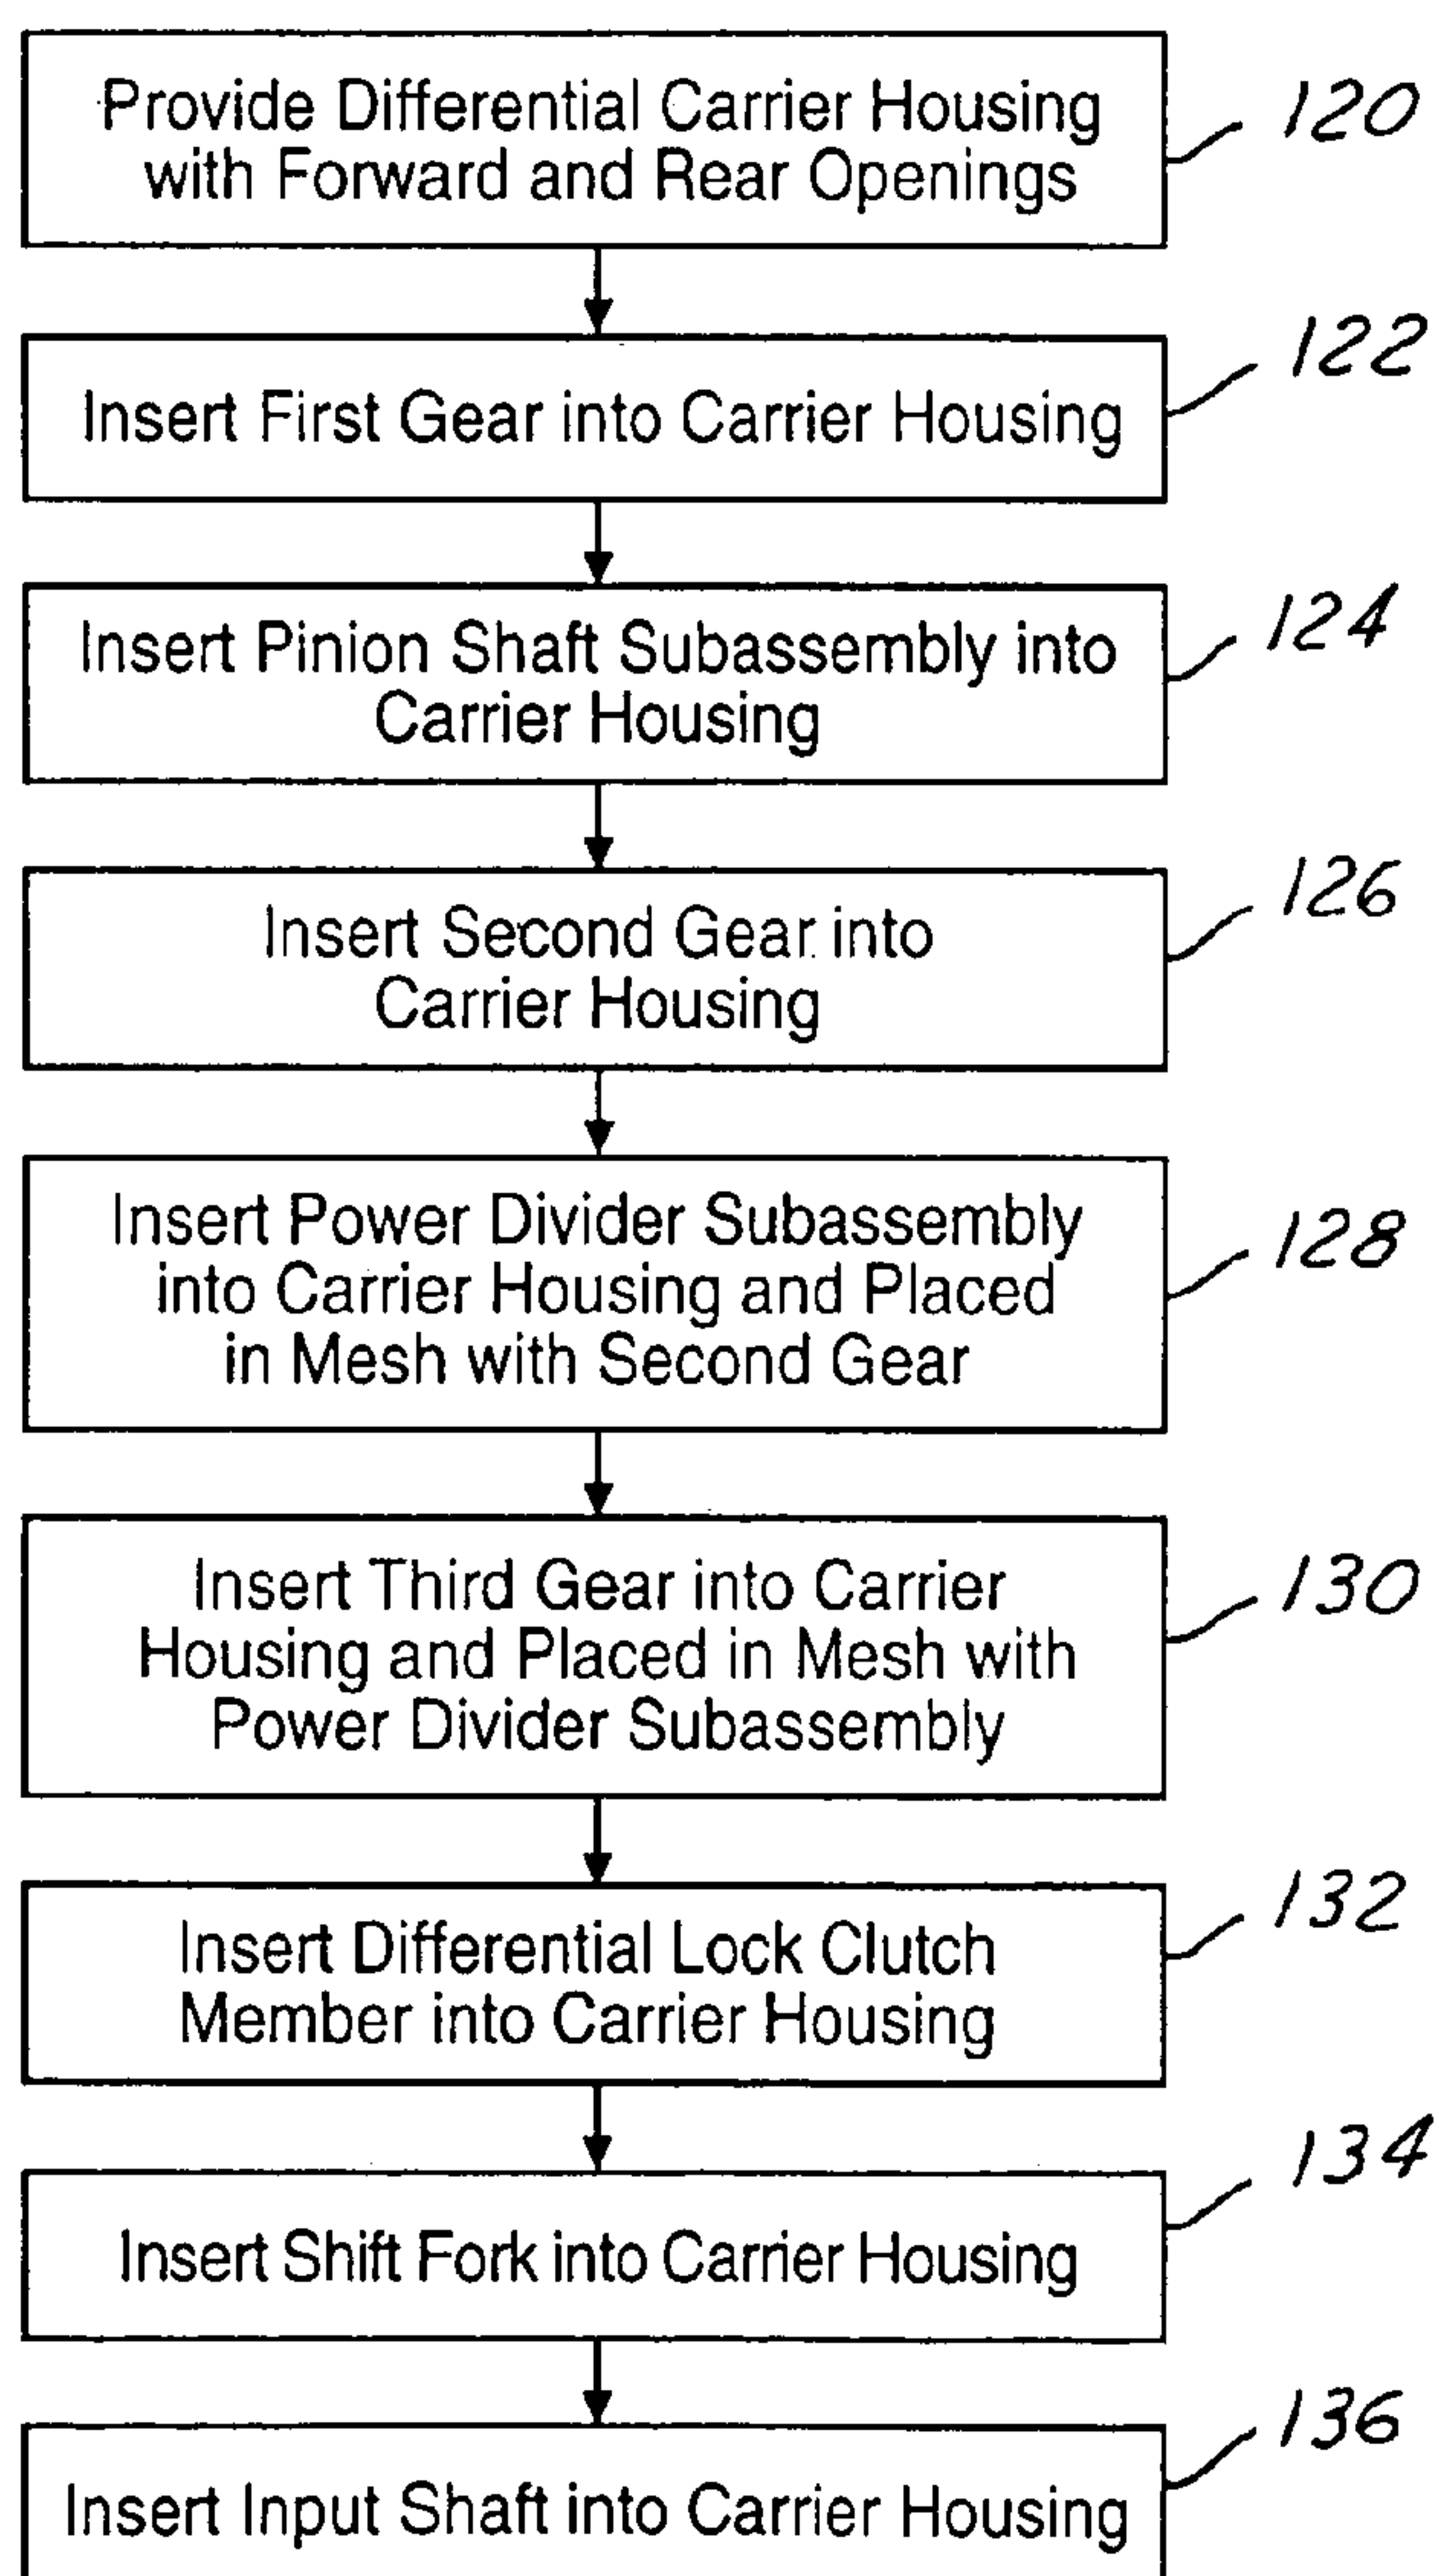 Provide Differential Carrier Housing
with Forward and Rear Openings
120
Insert First Gear into Carrier Housing
122
Insert Pinion Shaft Subassembly into
Carrier Housing
124
Insert Second Gear into
Carrier Housing
126
Insert Power Divider Subassembly
into Carrier Housing and Placed
in Mesh with Second Gear
128
Insert Third Gear into Carrier
Housing and Placed in Mesh with
Power Divider Subassembly
130
Insert Differential Lock Clutch
Member into Carrier Housing
132
Insert Shift Fork into Carrier Housing
134
Insert Input Shaft into Carrier Housing
136